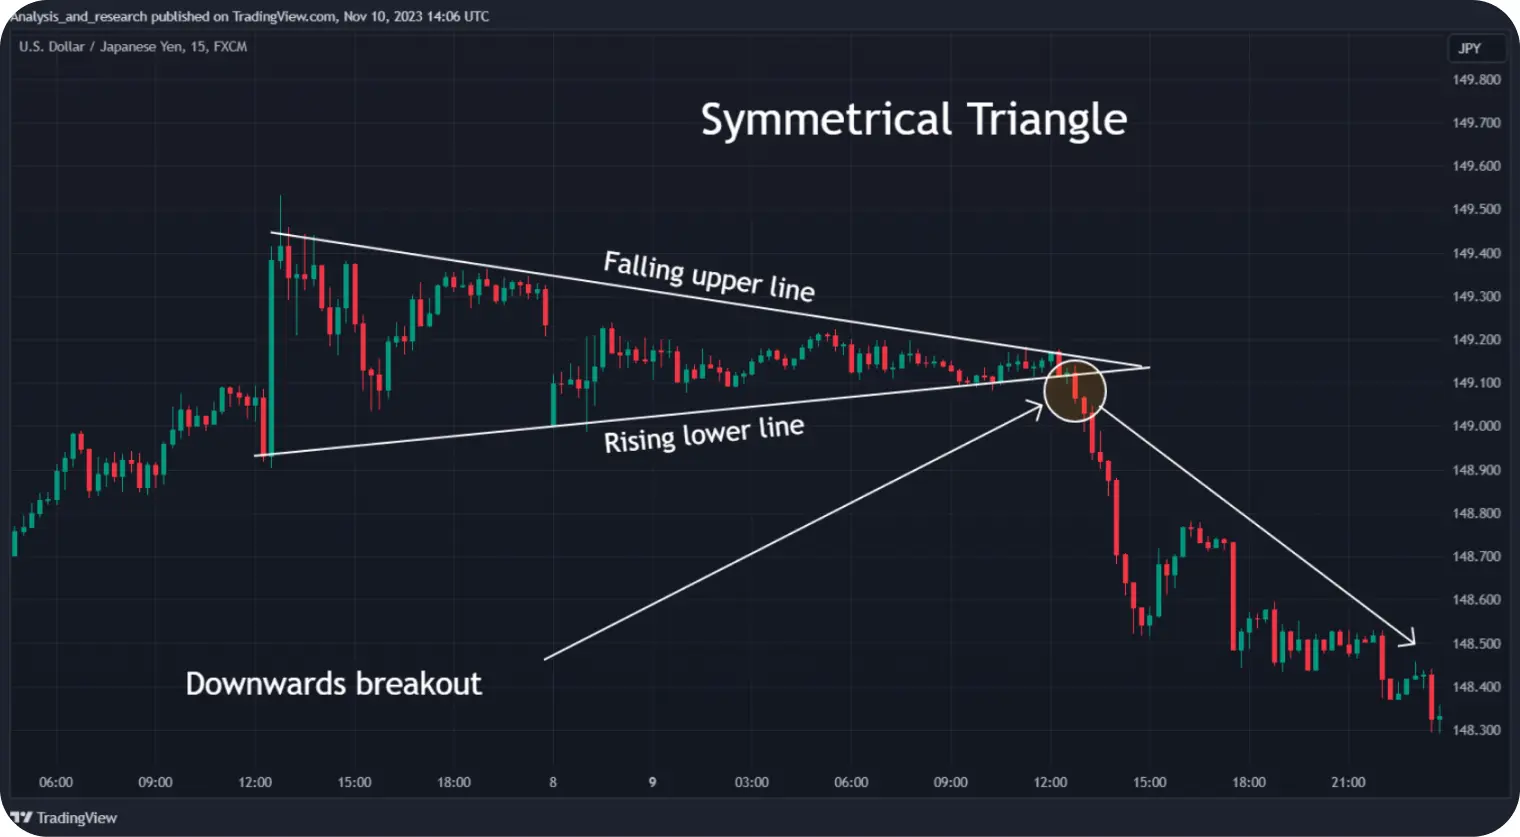 Analysis_and_research published on TradingView.com, Nov 10, 2023 14:06 UTC
U.S. Dollar / Japanese Yen, 15, FXCM
JPY
149.800
Symmetrical Triangle
149.700
149.600
149.500
149.400
Falling upper line
149.300
149.200
149.100
Rising lower line
149.000
148.900
148.800
148.700
148.600
148.500
Downwards breakout
148.400
148.300
06:00 09:00 12:00 15:00 18:00 8 9 03:00 06:00 09:00 12:00 15:00 18:00 21:00
TradingView